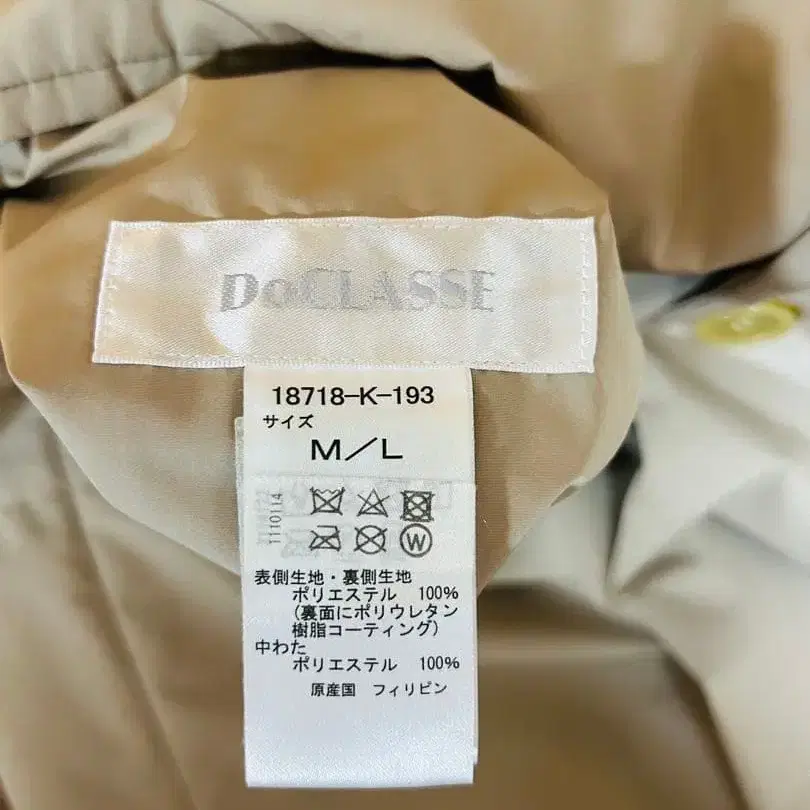 DoCLASSE
18718-K-193
サイズ
M/L
1110114
W
表側生地・裏側生地
ポリエステル 100%
(裏面にポリウレタン
樹脂コーティング)
中わた
ポリエステル 100%
原産国 フィリピン